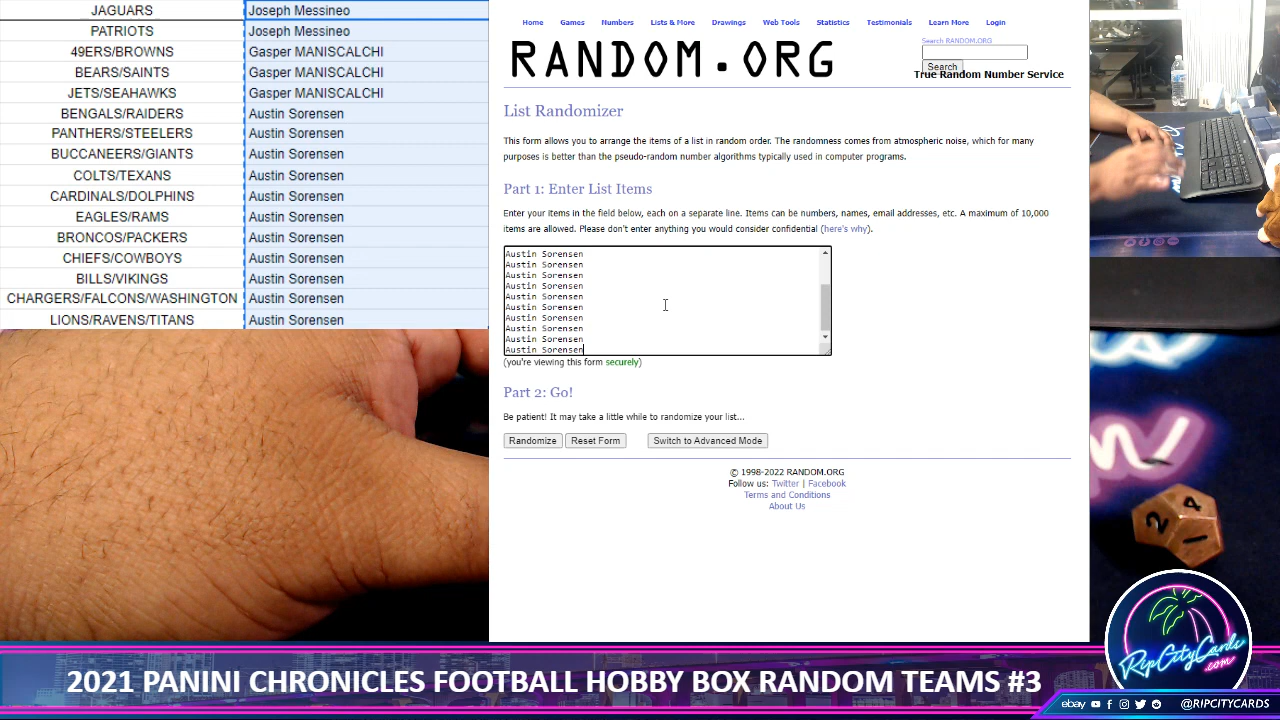 JAGUARS Joseph Messineo
PATRIOTS Joseph Messineo
49ERS/BROWNS Gasper MANISCALCHI
BEARS/SAINTS Gasper MANISCALCHI
JETS/SEAHAWKS Gasper MANISCALCHI
BENGALS/RAIDERS Austin Sorensen
PANTHERS/STEELERS Austin Sorensen
BUCCANEERS/GIANTS Austin Sorensen
COLTS/TEXANS Austin Sorensen
CARDINALS/DOLPHINS Austin Sorensen
EAGLES/RAMS Austin Sorensen
BRONCOS/PACKERS Austin Sorensen
CHIEFS/COWBOYS Austin Sorensen
BILLS/VIKINGS Austin Sorensen
CHARGERS/FALCONS/WASHINGTON Austin Sorensen
LIONS/RAVENS/TITANS Austin Sorensen
Home Games Numbers Lists & More Drawings Web Tools Statistics Testimonials Learn More Login
RANDOM.ORG
Search RANDOM.ORG
Search
True Random Number Service
List Randomizer
This form allows you to arrange the items of a list in random order. The randomness comes from atmospheric noise, which for many
purposes is better than the pseudo-random number algorithms typically used in computer programs.
Part 1: Enter List Items
Enter your items in the field below, each on a separate line. Items can be numbers, names, email addresses, etc. A maximum of 10,000
items are allowed. Please don't enter anything you would consider confidential (here's why).
Austin Sorensen
Austin Sorensen
Austin Sorensen
Austin Sorensen
Austin Sorensen
Austin Sorensen
Austin Sorensen
Austin Sorensen
Austin Sorensen
Austin Sorensen
(you're viewing this form securely)
Part 2: Go!
Be patient! It may take a little while to randomize your list...
Randomize Reset Form Switch to Advanced Mode
© 1998-2022 RANDOM.ORG
Follow us: Twitter | Facebook
Terms and Conditions
About Us
2
4
1
RipCityCards
.com
2021 PANINI CHRONICLES FOOTBALL HOBBY BOX RANDOM TEAMS #3
ebay @RIPCITYCARDS